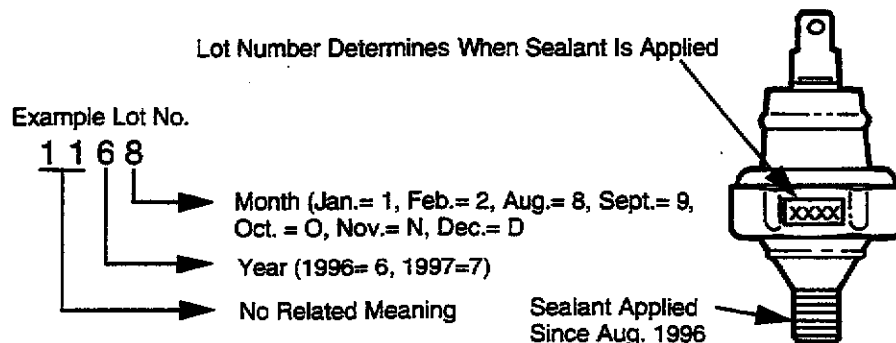 Lot Number Determines When Sealant Is Applied
Example Lot No.
1 1 6 8
Month (Jan.= 1, Feb.= 2, Aug.= 8, Sept.= 9,
Oct. = O, Nov.= N, Dec.= D
Year (1996= 6, 1997=7)
No Related Meaning
XXXX
Sealant Applied
Since Aug. 1996